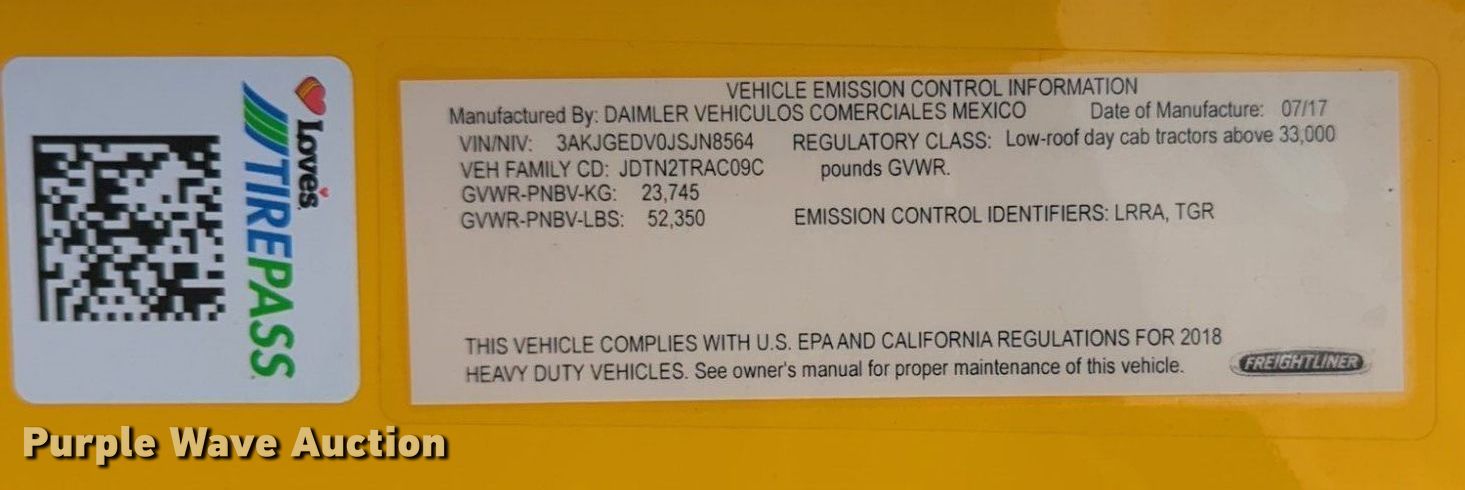 Love's
TIREPASS
VEHICLE EMISSION CONTROL INFORMATION
Manufactured By: DAIMLER VEHICULOS COMERCIALES MEXICO Date of Manufacture: 07/17
VIN/NIV: 3AKJGEDV0JSJN8564 REGULATORY CLASS: Low-roof day cab tractors above 33,000
VEH FAMILY CD: JDTN2TRAC09C pounds GVWR.
GVWR-PNBV-KG: 23,745
GVWR-PNBV-LBS: 52,350 EMISSION CONTROL IDENTIFIERS: LRRA, TGR
THIS VEHICLE COMPLIES WITH U.S. EPA AND CALIFORNIA REGULATIONS FOR 2018
HEAVY DUTY VEHICLES. See owner's manual for proper maintenance of this vehicle.
FREIGHTLINER
Purple Wave Auction